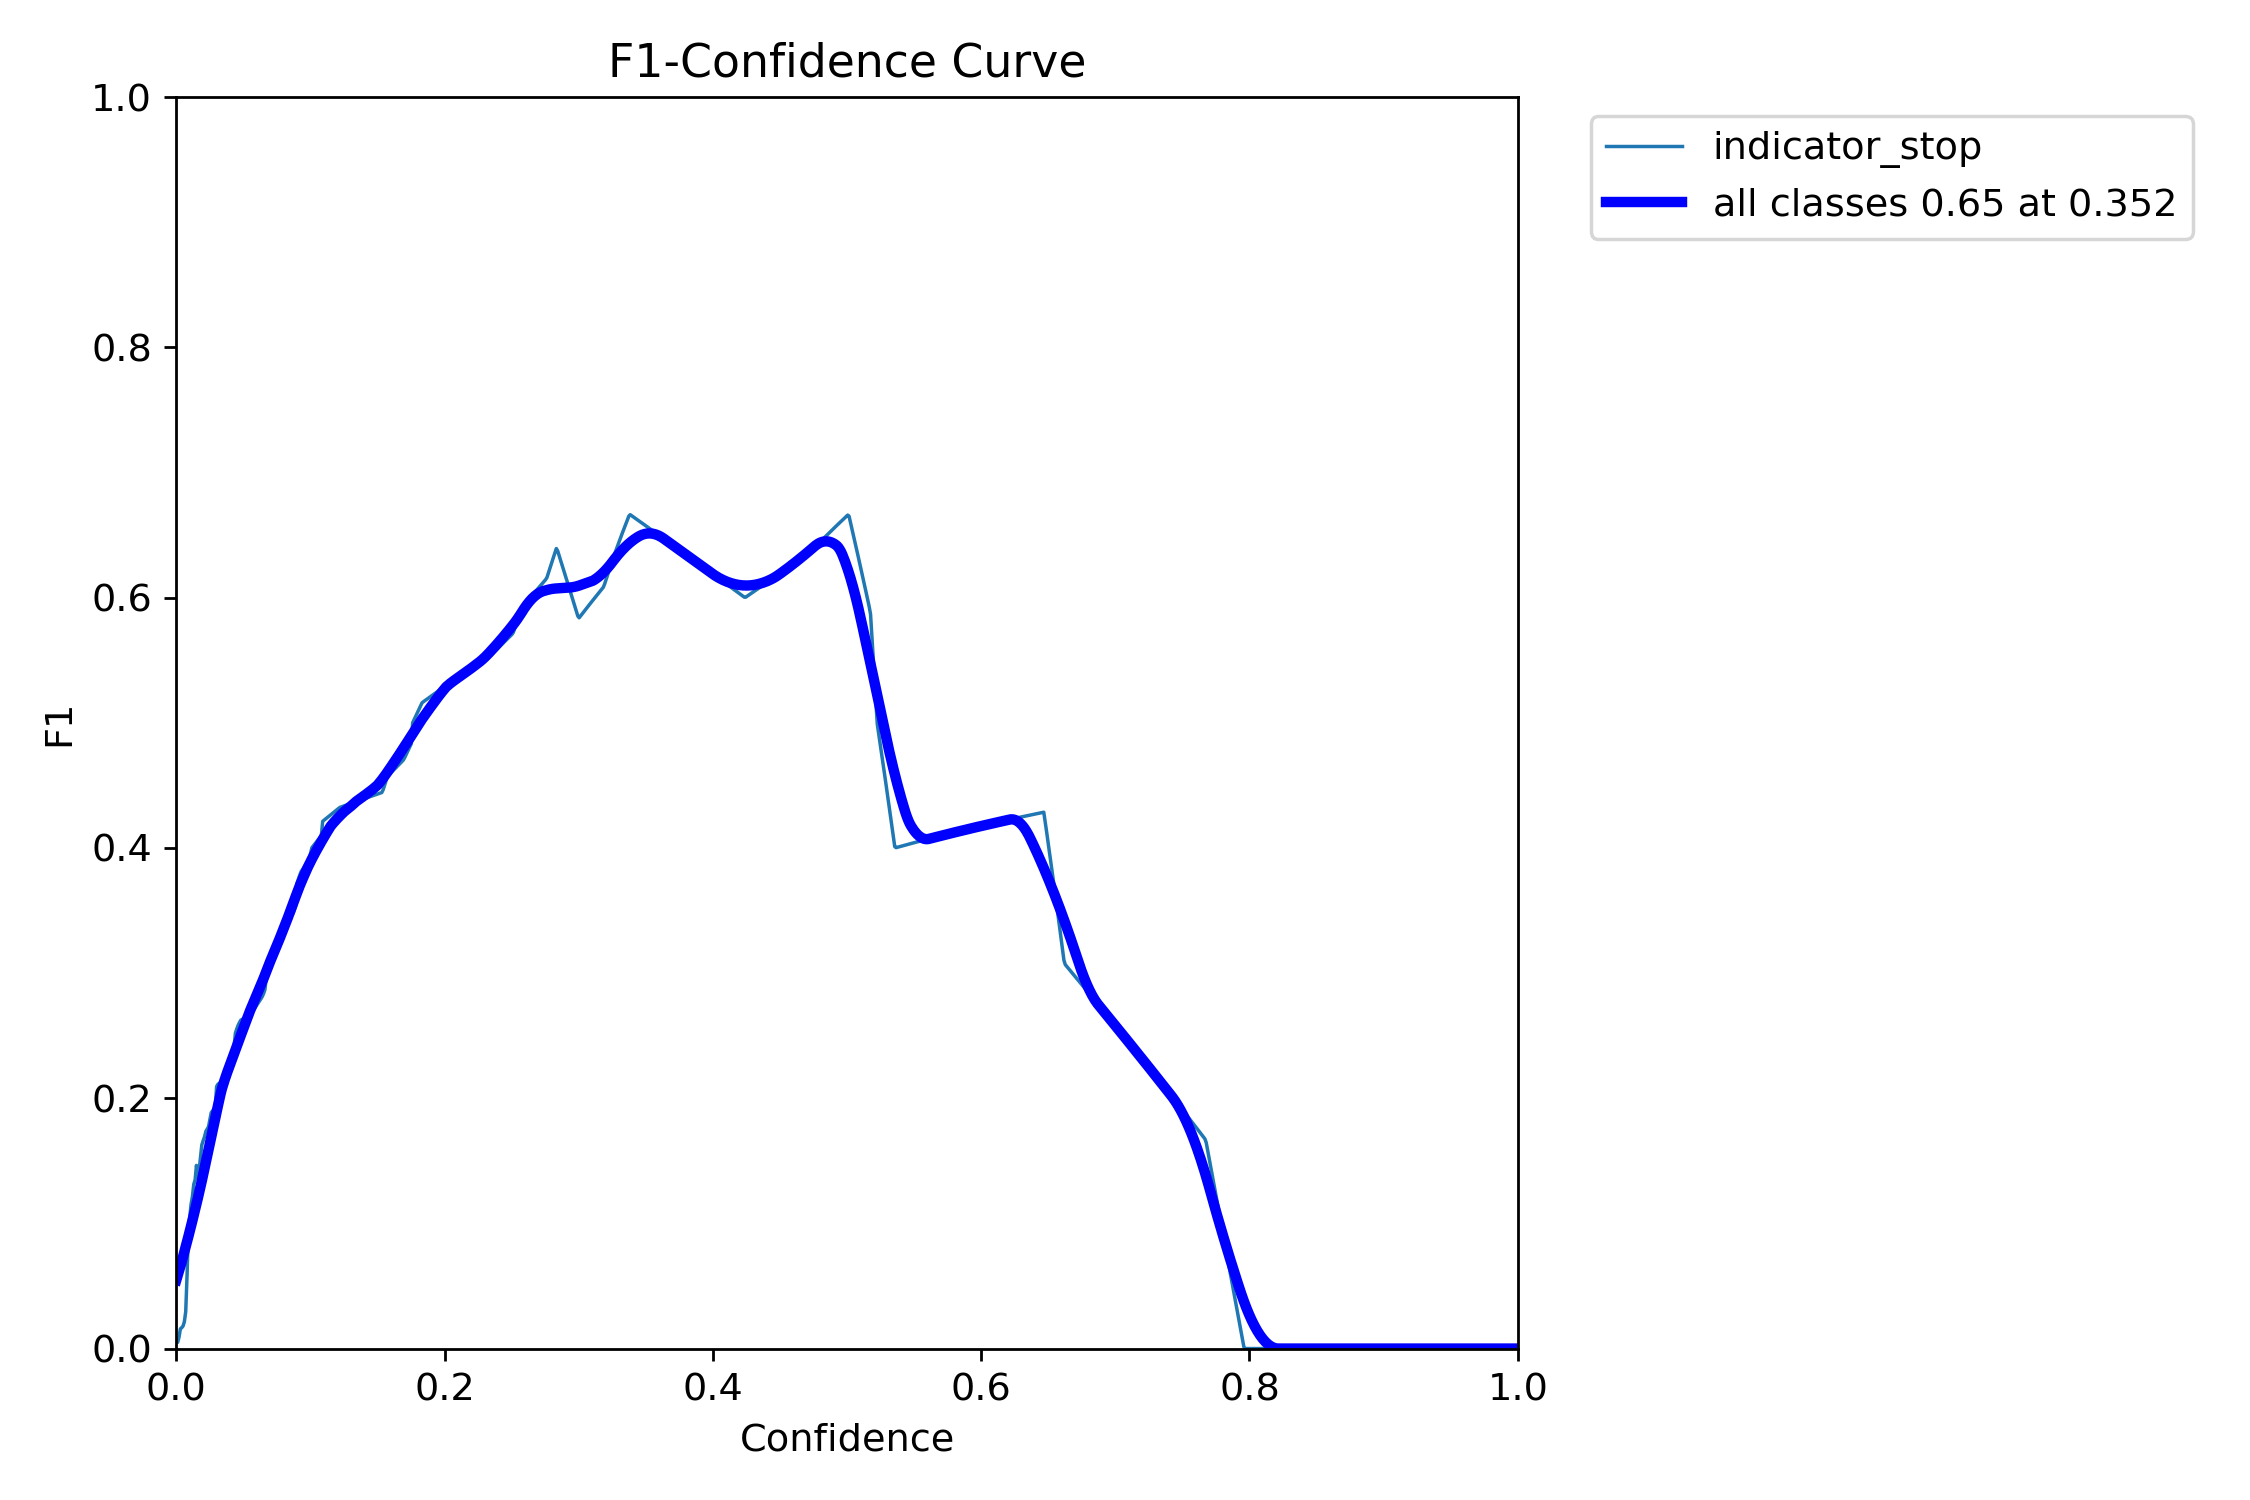 F1-Confidence Curve
1.0
0.8
0.6
0.4
0.2
0.0
F1
0.0 0.2 0.4 0.6 0.8 1.0
Confidence
indicator_stop
all classes 0.65 at 0.352